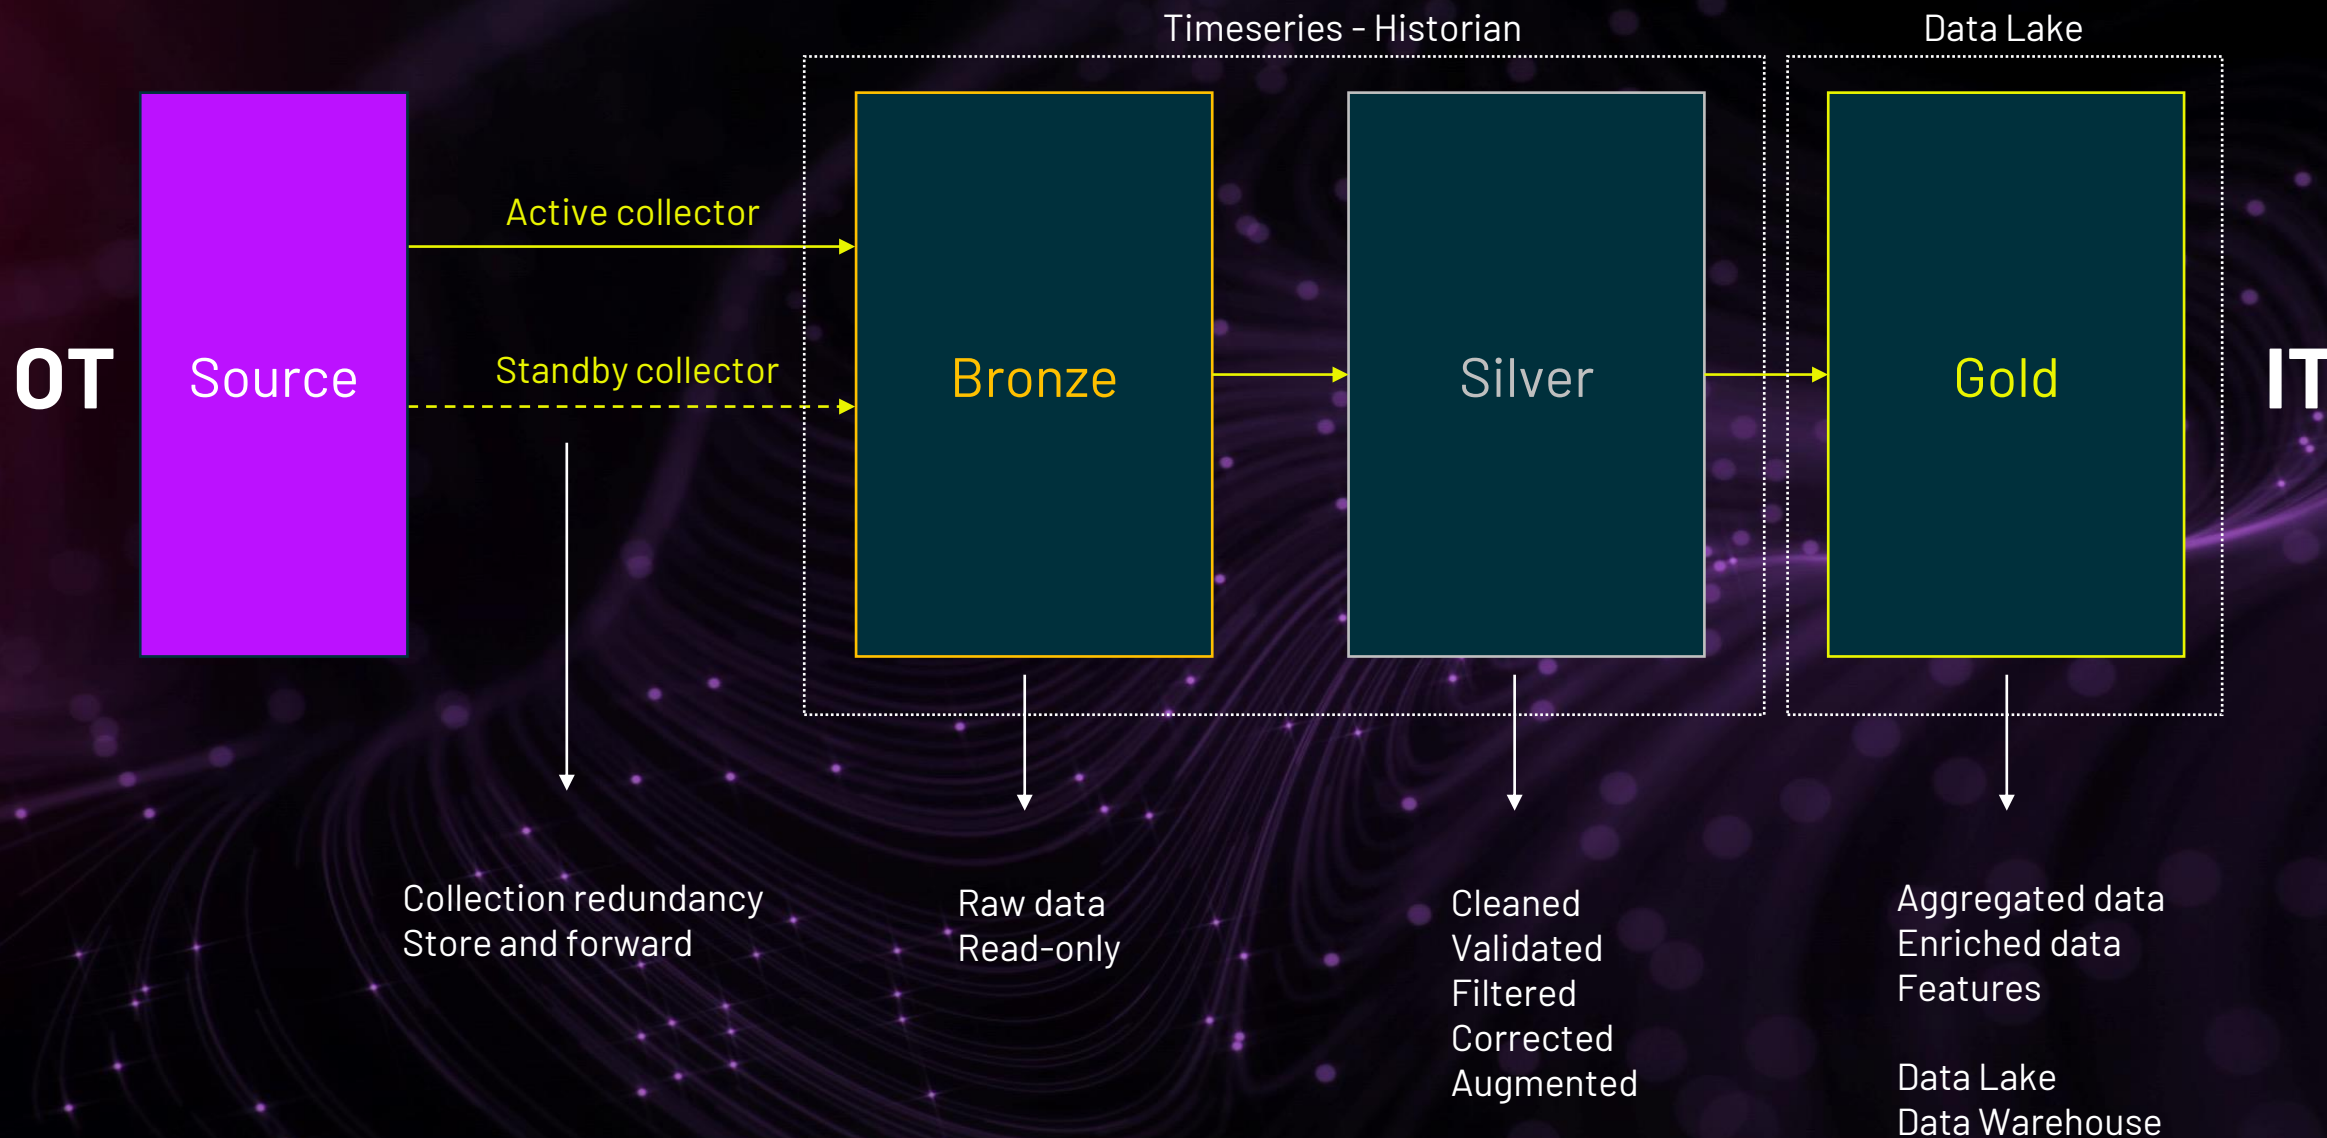 Timeseries - Historian
Data Lake
Active collector
Standby collector
OT
Source
Bronze
Silver
Gold
IT
Collection redundancy
Store and forward
Raw data
Read-only
Cleaned
Validated
Filtered
Corrected
Augmented
Aggregated data
Enriched data
Features
Data Lake
Data Warehouse